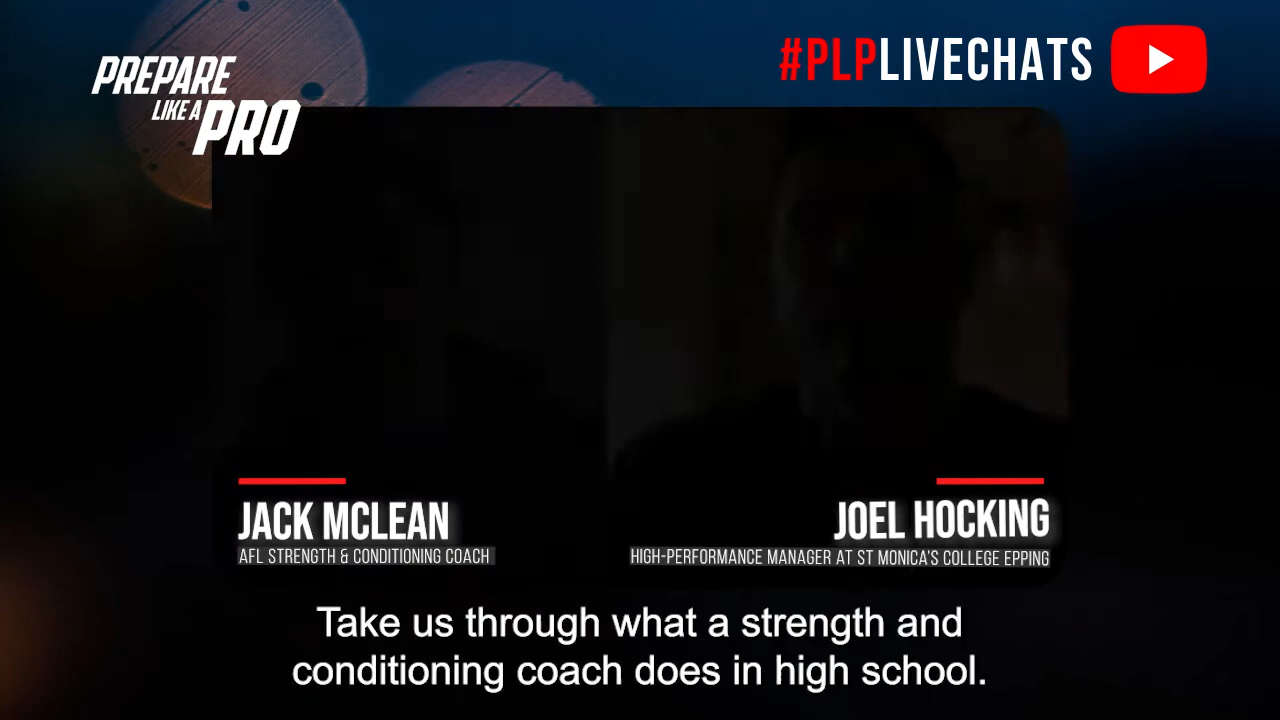 PREPARE
LIKE A
PRO
#PLPLIVECHATS
JACK MCLEAN
AFL STRENGTH & CONDITIONING COACH
JOEL HOCKING
HIGH-PERFORMANCE MANAGER AT ST MONICA'S COLLEGE EPPING
Take us through what a strength and
conditioning coach does in high school.